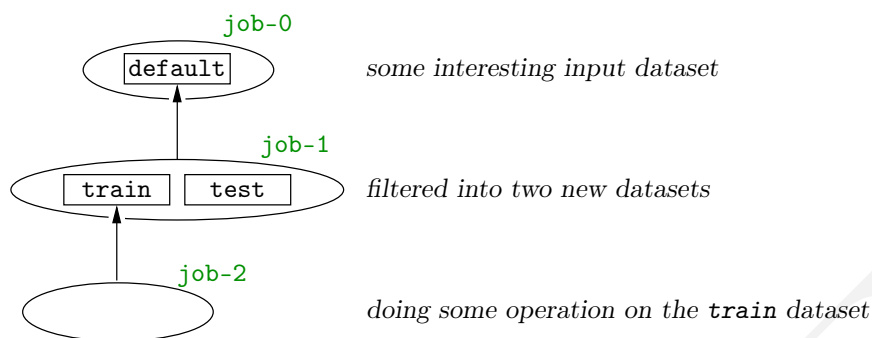 job-0
default
some interesting input dataset
job-1
train test
filtered into two new datasets
job-2
doing some operation on the train dataset